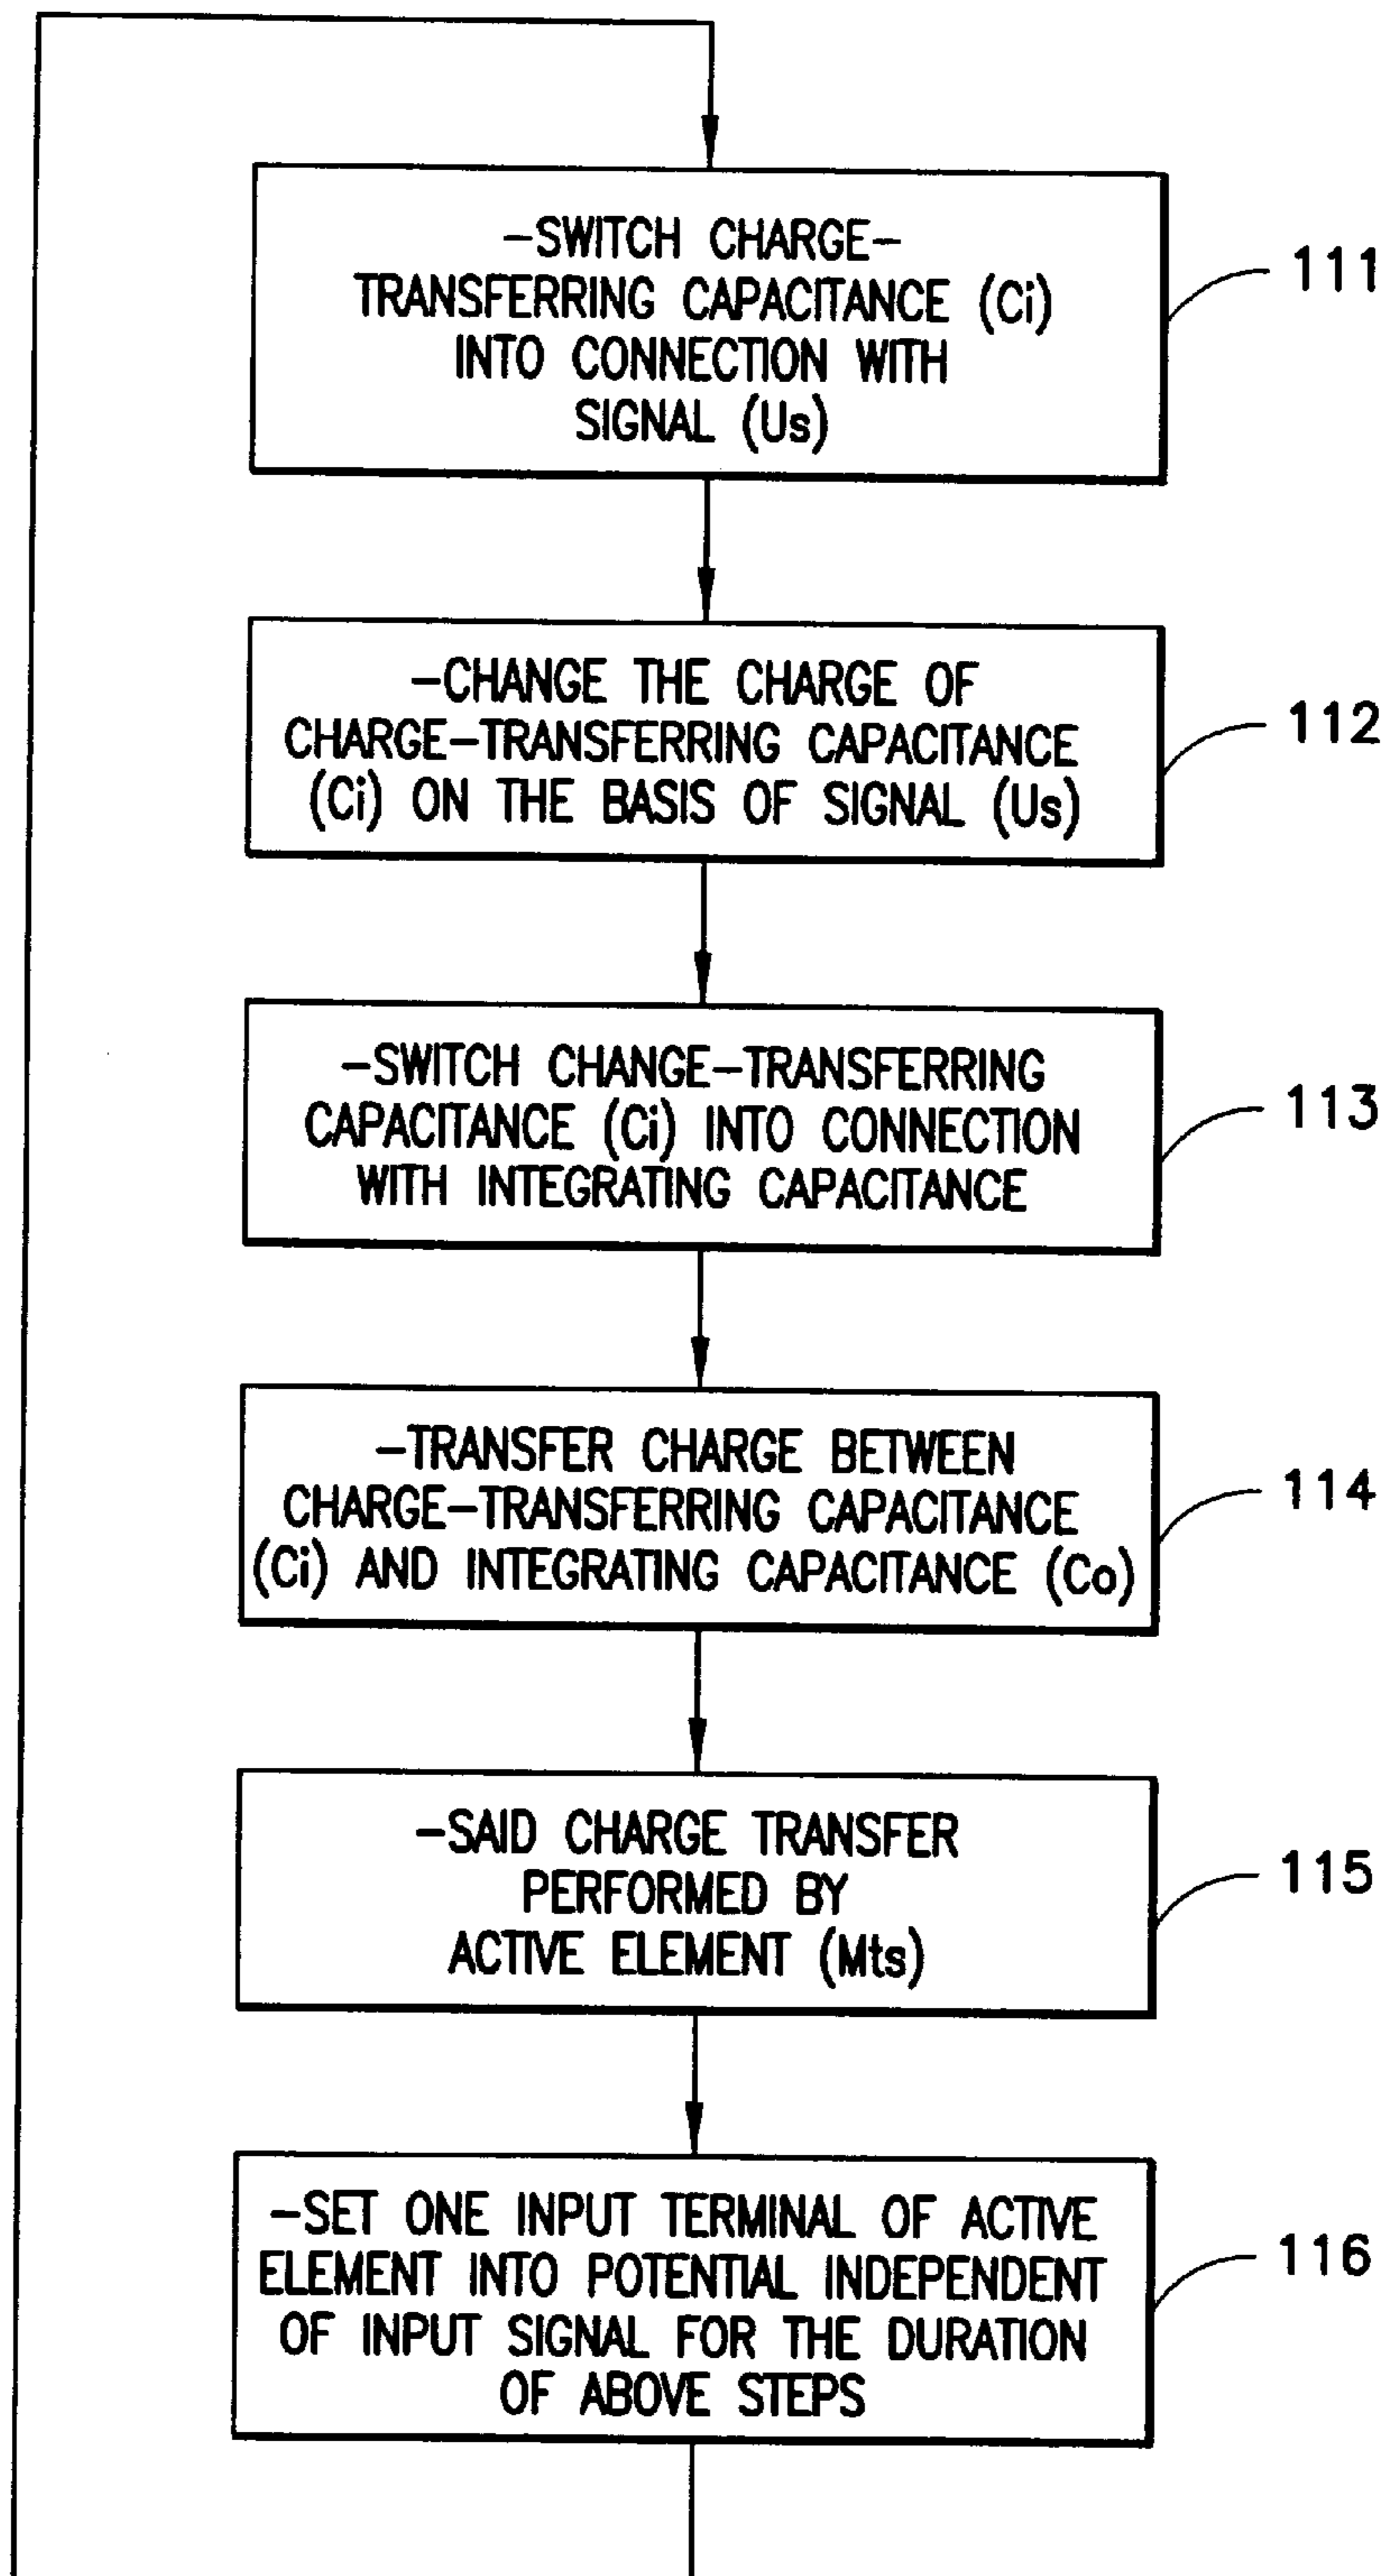 -SWITCH CHARGE-
TRANSFERRING CAPACITANCE (Ci)
INTO CONNECTION WITH
SIGNAL (Us)
111
-CHANGE THE CHARGE OF
CHARGE-TRANSFERRING CAPACITANCE
(Ci) ON THE BASIS OF SIGNAL (Us)
112
-SWITCH CHANGE-TRANSFERRING
CAPACITANCE (Ci) INTO CONNECTION
WITH INTEGRATING CAPACITANCE
113
-TRANSFER CHARGE BETWEEN
CHARGE-TRANSFERRING CAPACITANCE
(Ci) AND INTEGRATING CAPACITANCE (Co)
114
-SAID CHARGE TRANSFER
PERFORMED BY
ACTIVE ELEMENT (Mts)
115
-SET ONE INPUT TERMINAL OF ACTIVE
ELEMENT INTO POTENTIAL INDEPENDENT
OF INPUT SIGNAL FOR THE DURATION
OF ABOVE STEPS
116